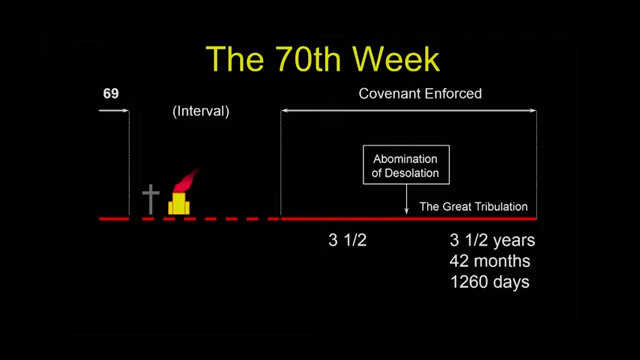 The 70th Week
69
Covenant Enforced
(Interval)
Abomination
of Desolation
The Great Tribulation
3 1/2
3 1/2 years
42 months
1260 days